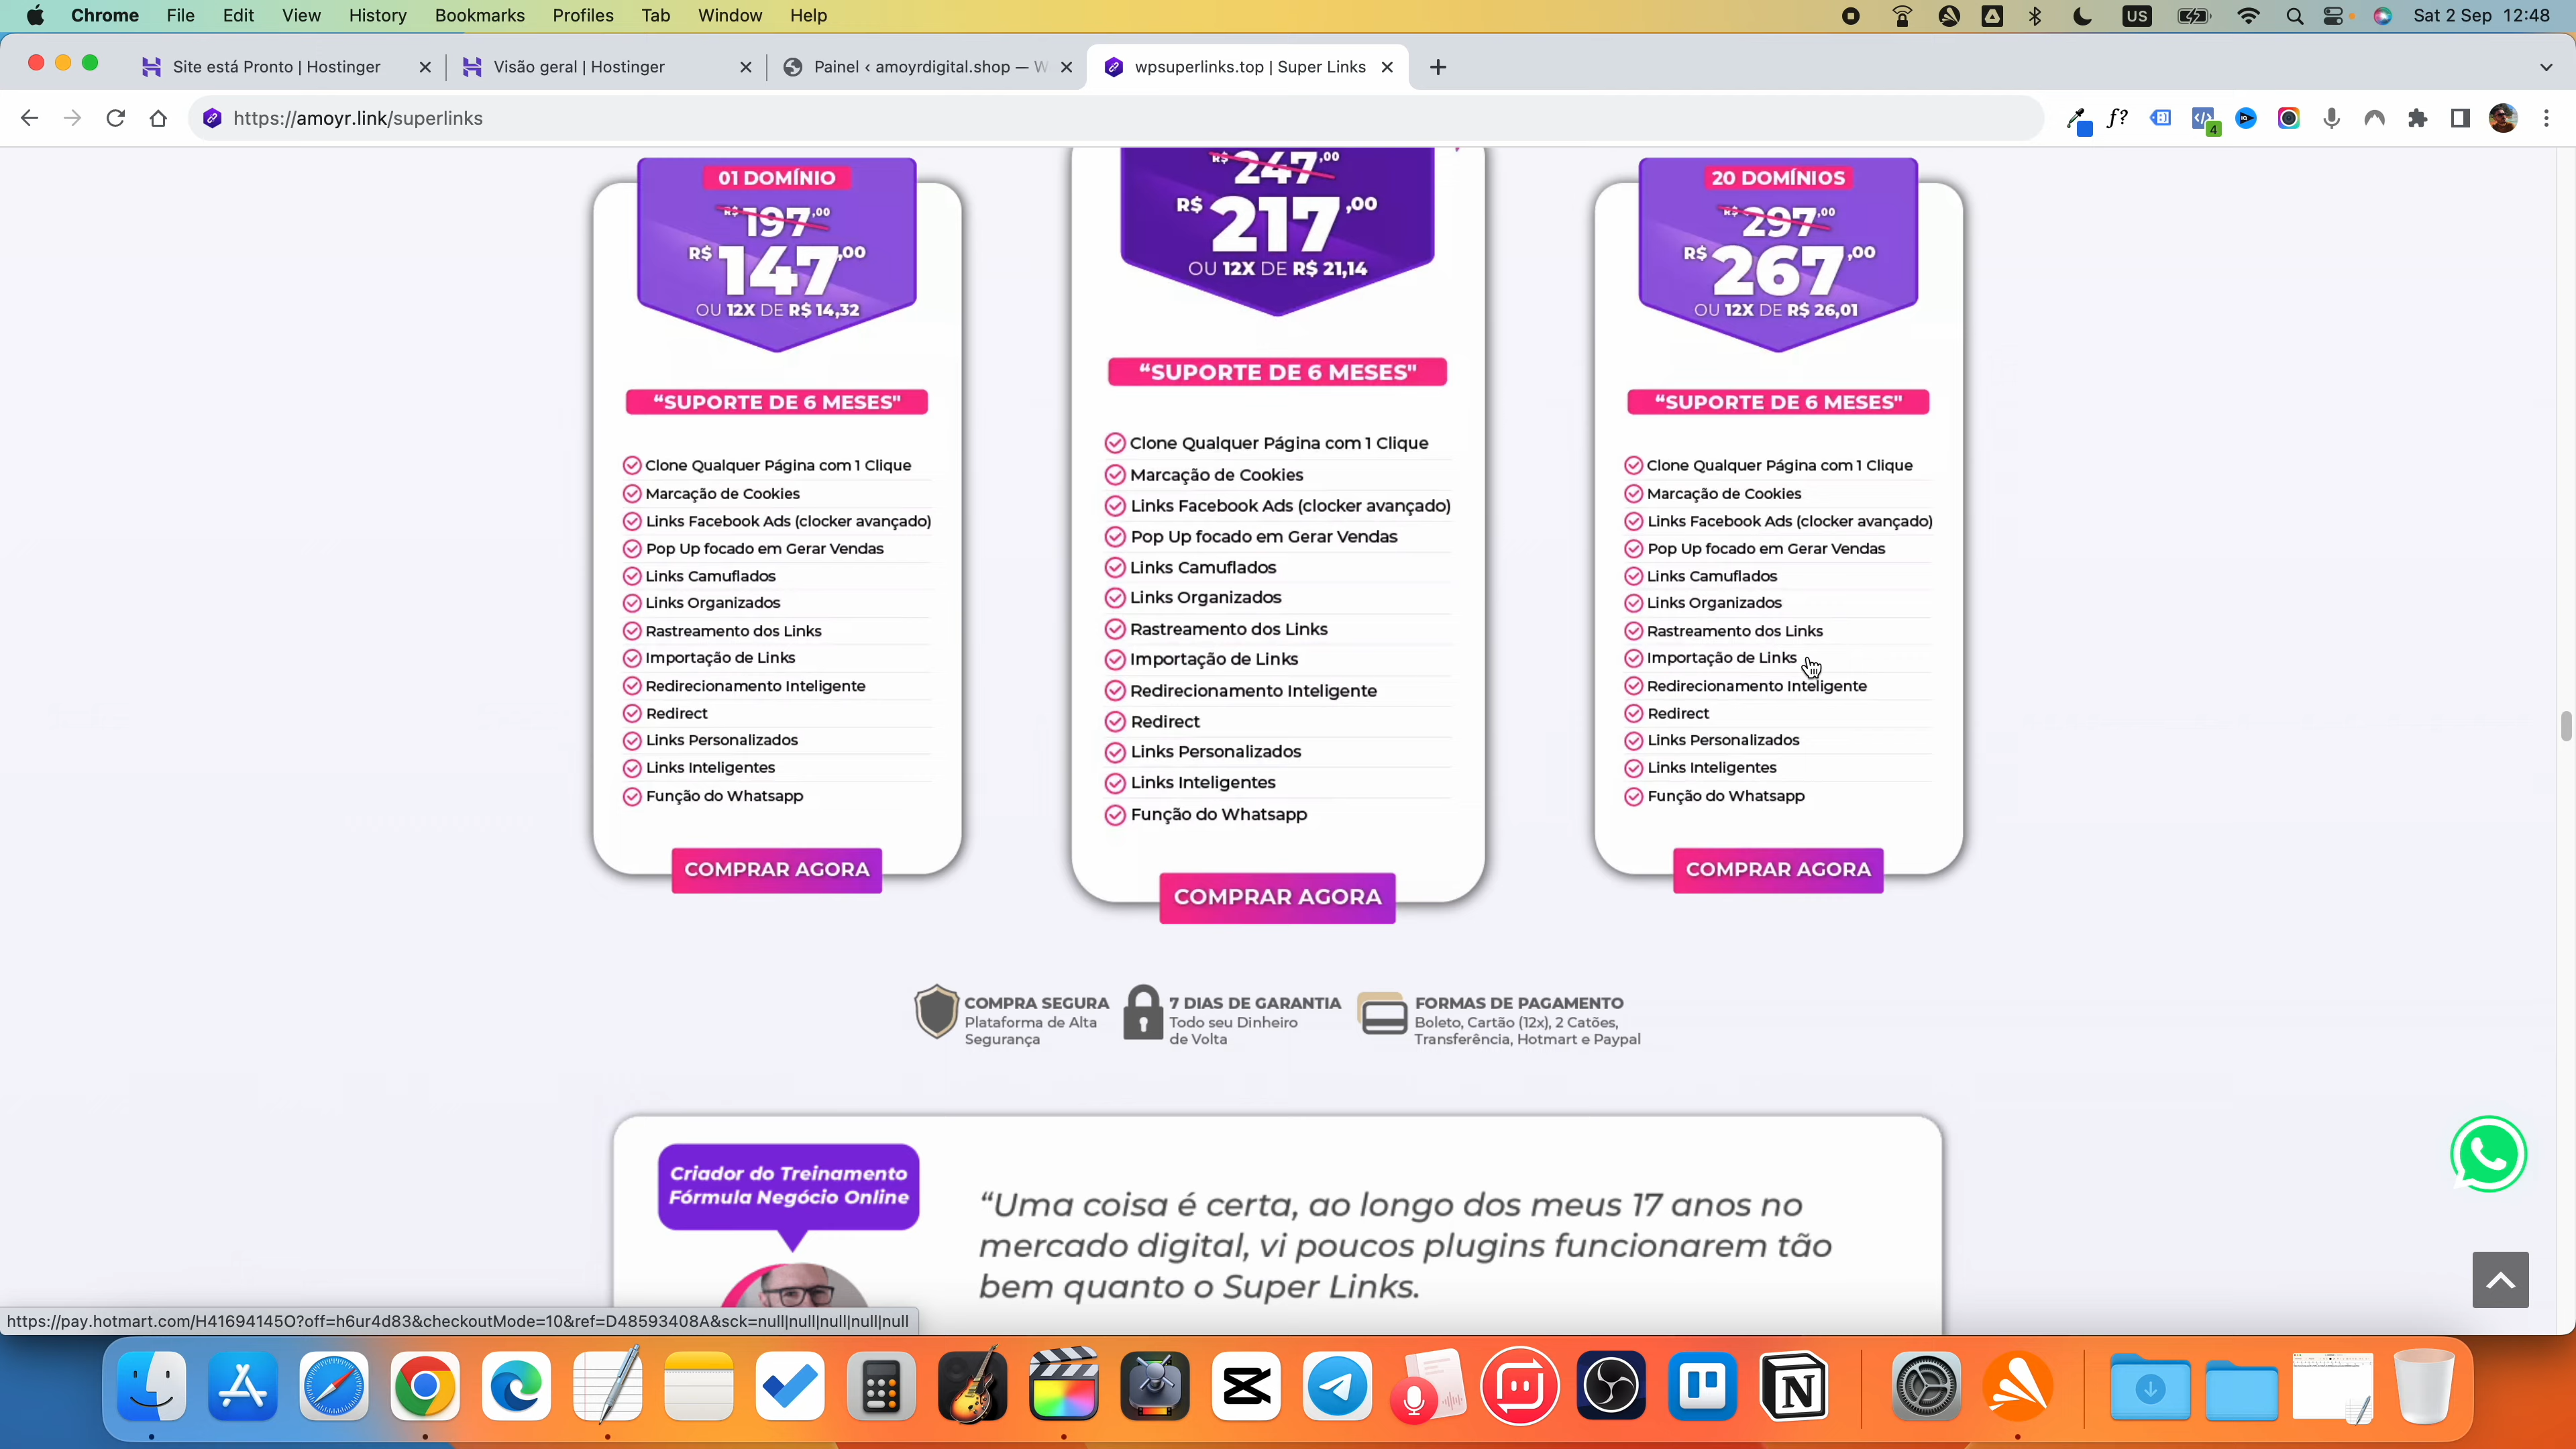 Chrome File Edit View History Bookmarks Profiles Tab Window Help
US
Sat 2 Sep 12:48
Site está Pronto | Hostinger
Visão geral | Hostinger
Painel ‹ amoyrdigital.shop — W
wpsuperlinks.top | Super Links
https://amoyr.link/superlinks
f?
4
01 DOMÍNIO
R$ 197,00
R$ 147,00
OU 12X DE R$ 14,32
“SUPORTE DE 6 MESES"
Clone Qualquer Página com 1 Clique
Marcação de Cookies
Links Facebook Ads (clocker avançado)
Pop Up focado em Gerar Vendas
Links Camuflados
Links Organizados
Rastreamento dos Links
Importação de Links
Redirecionamento Inteligente
Redirect
Links Personalizados
Links Inteligentes
Função do Whatsapp
COMPRAR AGORA
R$ 247,00
R$ 217,00
OU 12X DE R$ 21,14
“SUPORTE DE 6 MESES"
Clone Qualquer Página com 1 Clique
Marcação de Cookies
Links Facebook Ads (clocker avançado)
Pop Up focado em Gerar Vendas
Links Camuflados
Links Organizados
Rastreamento dos Links
Importação de Links
Redirecionamento Inteligente
Redirect
Links Personalizados
Links Inteligentes
Função do Whatsapp
COMPRAR AGORA
20 DOMÍNIOS
R$ 297,00
R$ 267,00
OU 12X DE R$ 26,01
“SUPORTE DE 6 MESES"
Clone Qualquer Página com 1 Clique
Marcação de Cookies
Links Facebook Ads (clocker avançado)
Pop Up focado em Gerar Vendas
Links Camuflados
Links Organizados
Rastreamento dos Links
Importação de Links
Redirecionamento Inteligente
Redirect
Links Personalizados
Links Inteligentes
Função do Whatsapp
COMPRAR AGORA
COMPRA SEGURA
Plataforma de Alta
Segurança
7 DIAS DE GARANTIA
Todo seu Dinheiro
de Volta
FORMAS DE PAGAMENTO
Boleto, Cartão (12x), 2 Catões,
Transferência, Hotmart e Paypal
Criador do Treinamento
Fórmula Negócio Online
“Uma coisa é certa, ao longo dos meus 17 anos no
mercado digital, vi poucos plugins funcionarem tão
bem quanto o Super Links.
https://pay.hotmart.com/H41694145O?off=h6ur4d83&checkoutMode=10&ref=D48593408A&sck=null|null|null|null|null